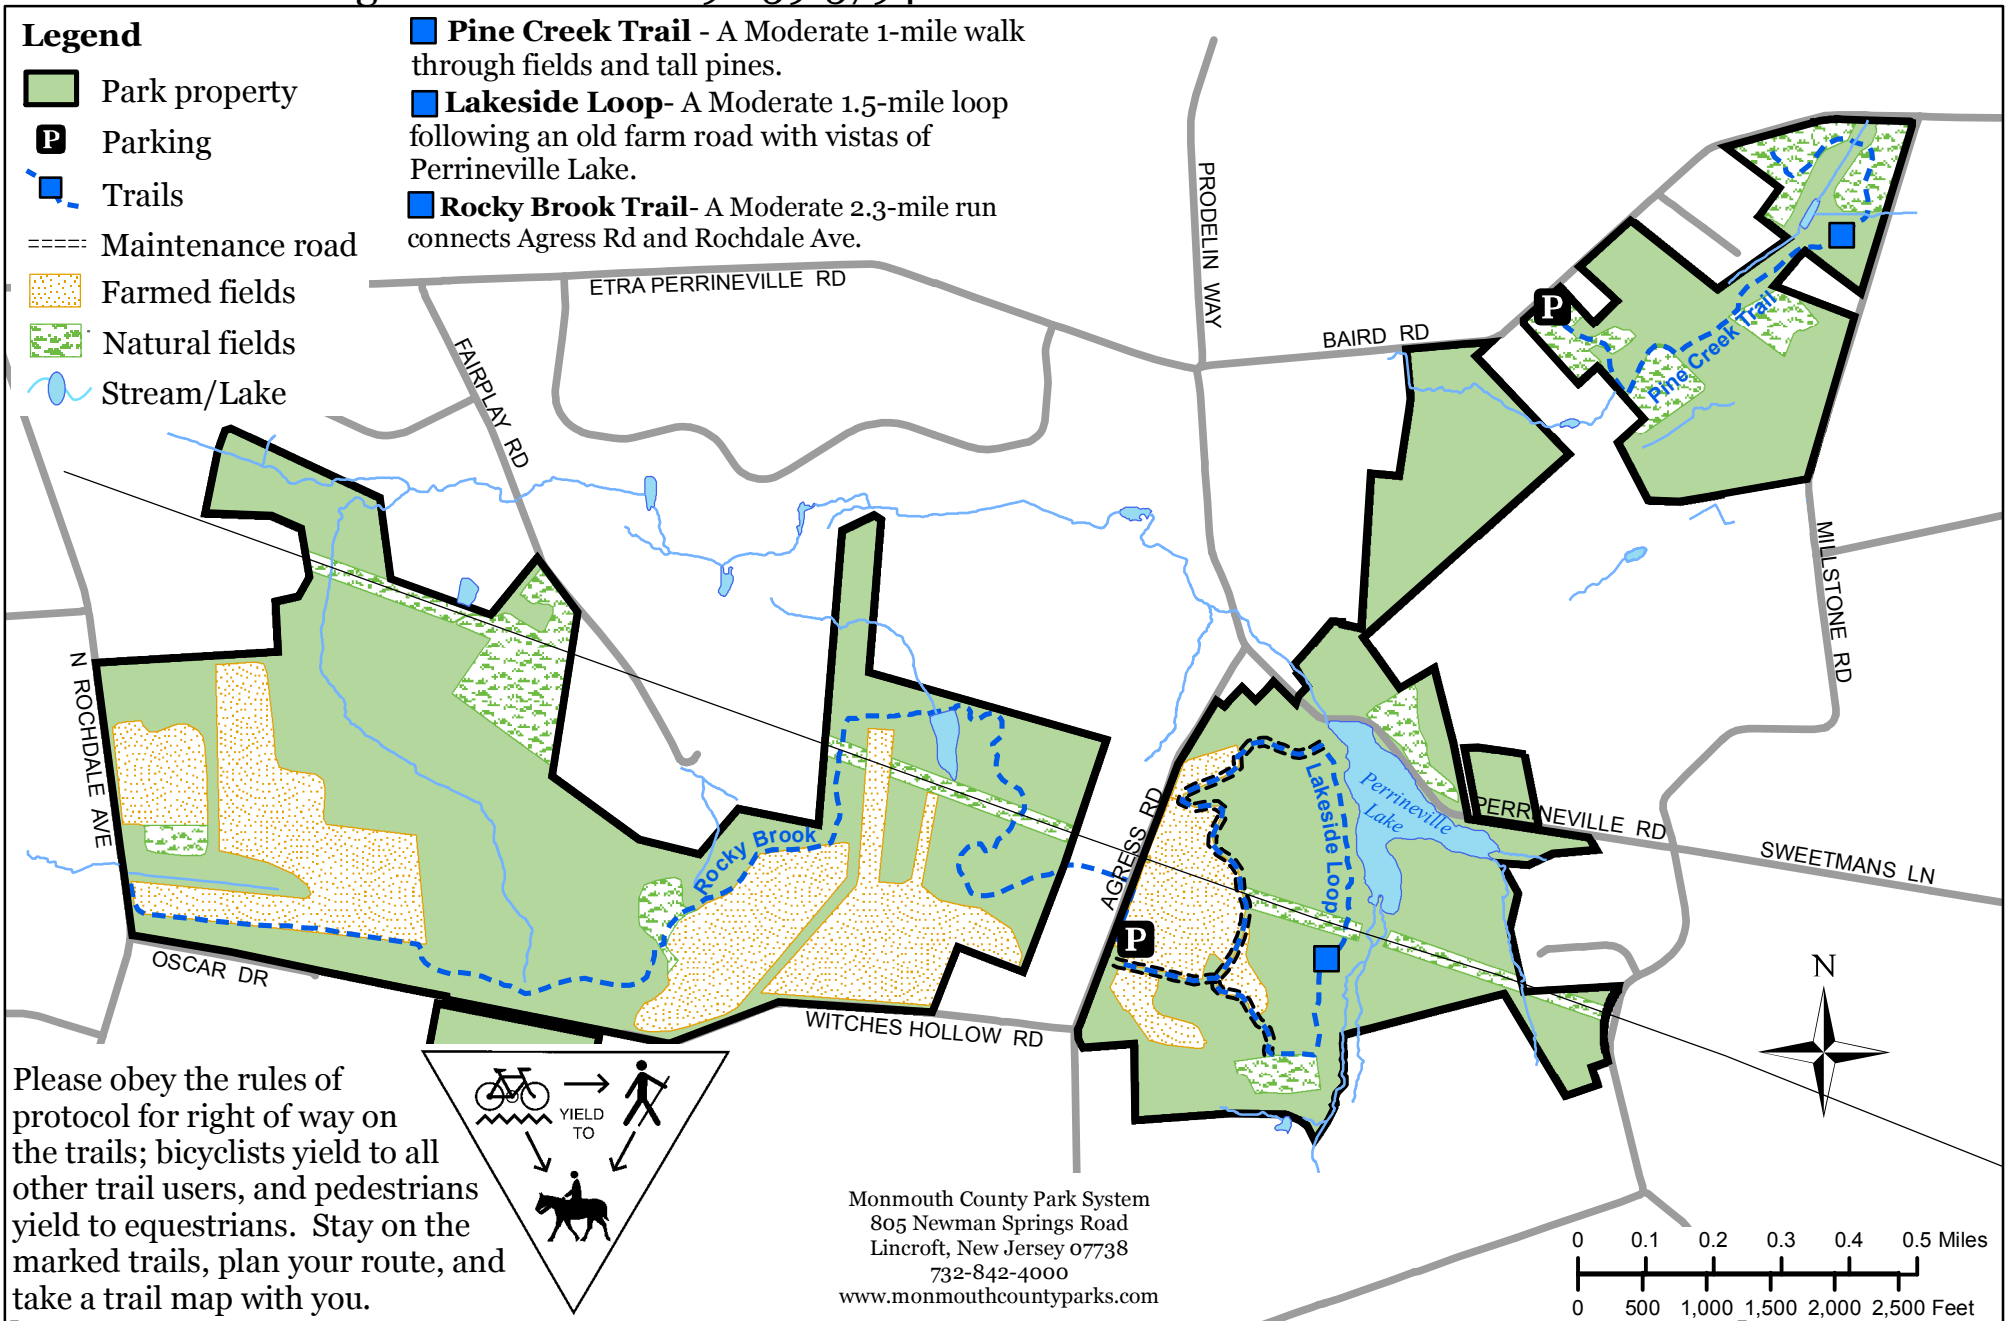 Legend
Park property
P
Parking
Trails
Maintenance road
Farmed fields
Natural fields
Stream/Lake
Pine Creek Trail - A Moderate 1-mile walk
through fields and tall pines.
Lakeside Loop- A Moderate 1.5-mile loop
following an old farm road with vistas of
Perrineville Lake.
Rocky Brook Trail- A Moderate 2.3-mile run
connects Agress Rd and Rochdale Ave.
ETRA PERRINEVILLE RD
PRODELIN WAY
BAIRD RD
FAIRPLAY RD
P
Pine Creek Trail
MILLSTONE RD
N ROCHDALE AVE
Rocky Brook
AGRESS RD
Lakeside Loop
Perrineville
Lake
PERRINEVILLE RD
SWEETMANS LN
P
OSCAR DR
WITCHES HOLLOW RD
N
Please obey the rules of
protocol for right of way on
the trails; bicyclists yield to all
other trail users, and pedestrians
yield to equestrians. Stay on the
marked trails, plan your route, and
take a trail map with you.
YIELD
TO
Monmouth County Park System
805 Newman Springs Road
Lincroft, New Jersey 07738
732-842-4000
www.monmouthcountyparks.com
0 0.1 0.2 0.3 0.4 0.5 Miles
0 500 1,000 1,500 2,000 2,500 Feet